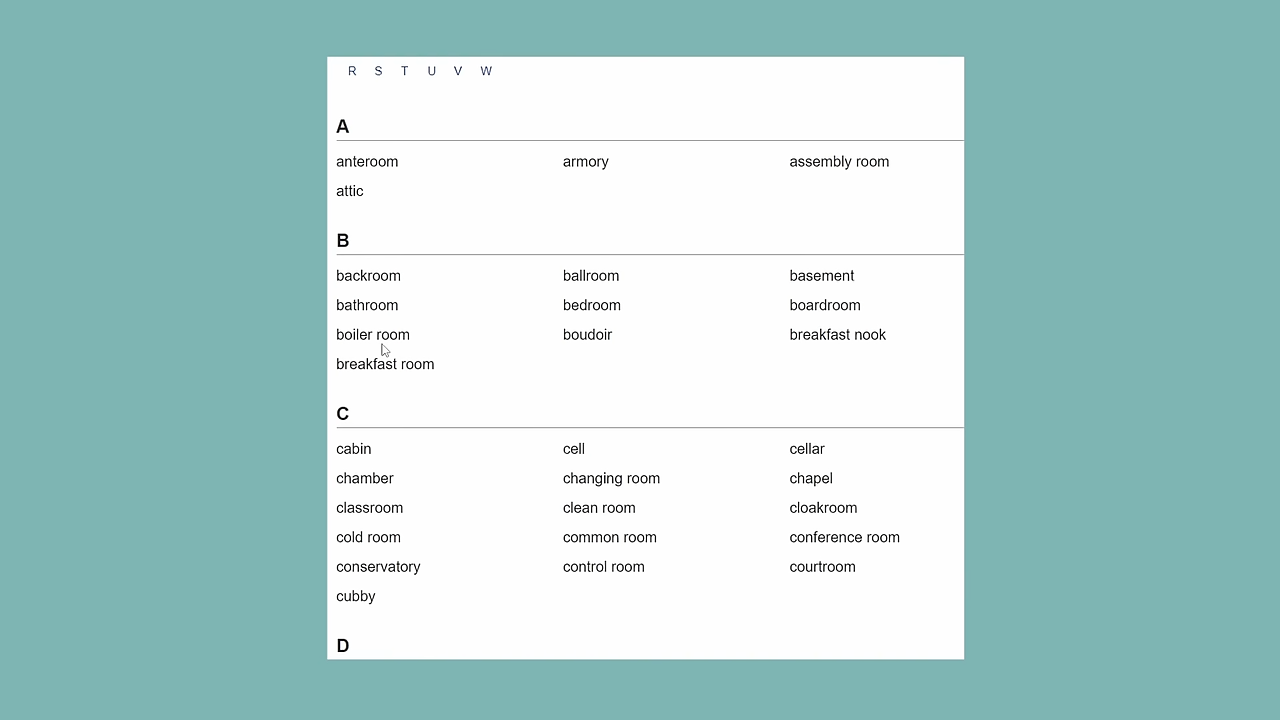 R S T U V W
A
anteroom armory assembly room
attic
B
backroom ballroom basement
bathroom bedroom boardroom
boiler room boudoir breakfast nook
breakfast room
C
cabin cell cellar
chamber changing room chapel
classroom clean room cloakroom
cold room common room conference room
conservatory control room courtroom
cubby
D